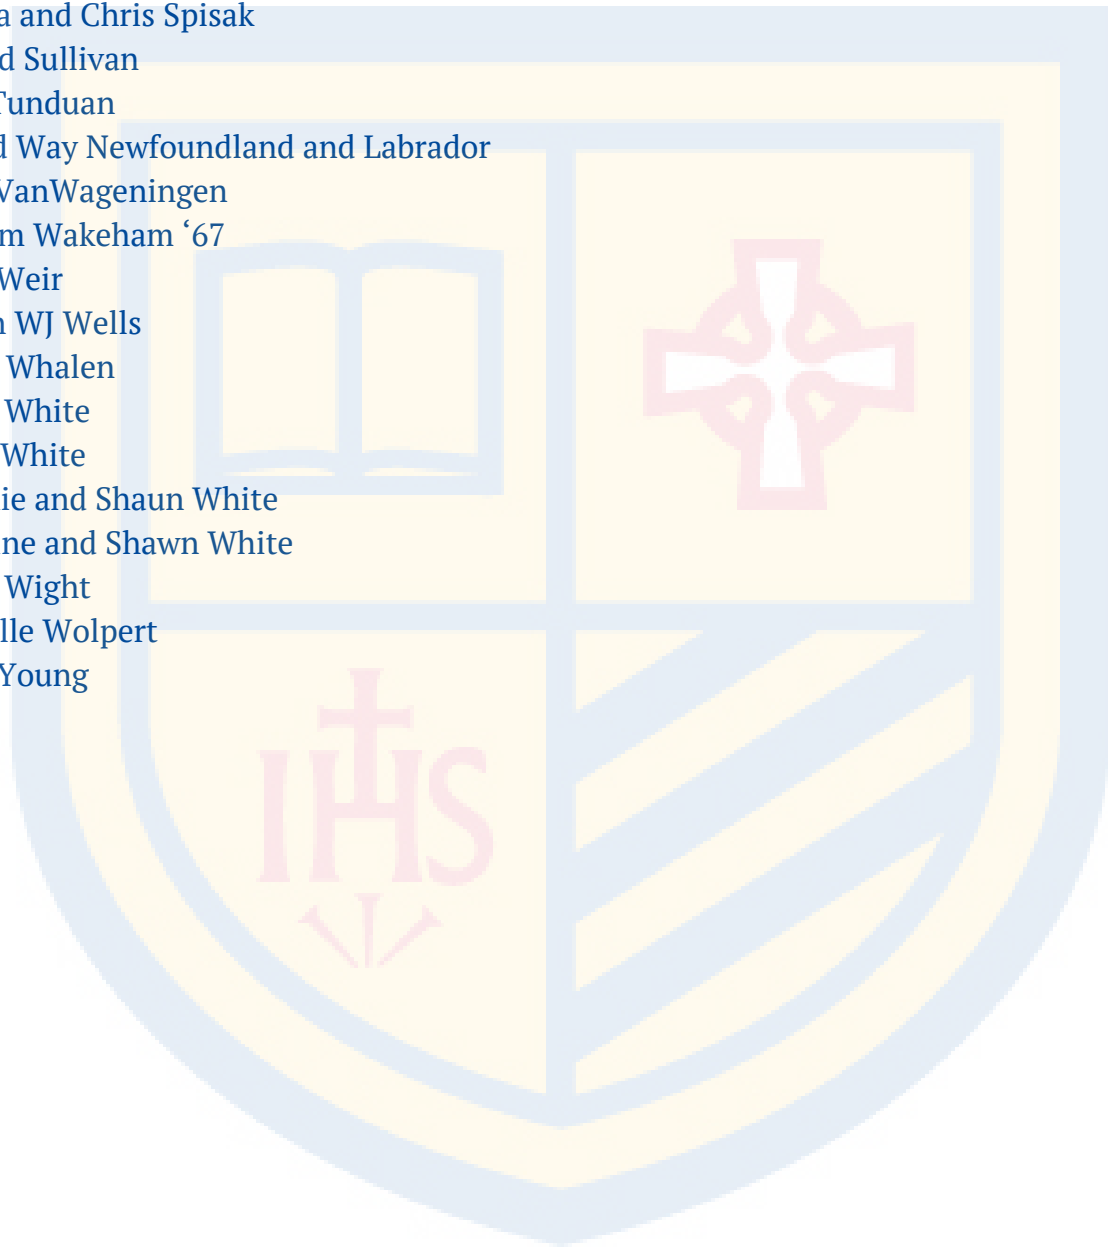 a and Chris Spisak
d Sullivan
Tunduan
d Way Newfoundland and Labrador
VanWageningen
m Wakeham ‘67
Weir
n WJ Wells
Whalen
White
White
ie and Shaun White
ne and Shawn White
Wight
lle Wolpert
Young
IHS